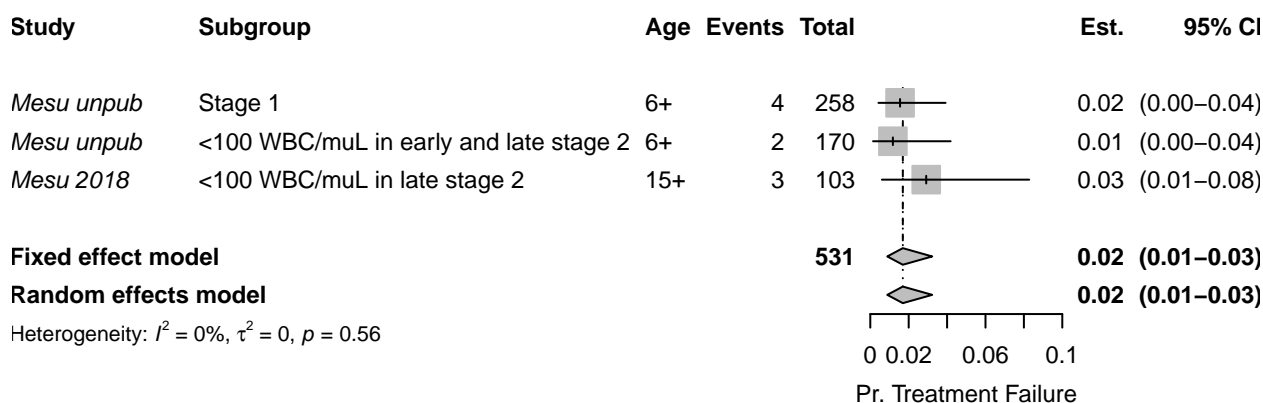 Study Subgroup Age Events Total Est. 95% CI
Mesu unpub Stage 1 6+ 4 258 0.02 (0.00−0.04)
Mesu unpub <100 WBC/muL in early and late stage 2 6+ 2 170 0.01 (0.00−0.04)
Mesu 2018 <100 WBC/muL in late stage 2 15+ 3 103 0.03 (0.01−0.08)
Fixed effect model 531 0.02 (0.01−0.03)
Random effects model 0.02 (0.01−0.03)
Heterogeneity: I² = 0%, τ² = 0, p = 0.56
0 0.02 0.06 0.1
Pr. Treatment Failure